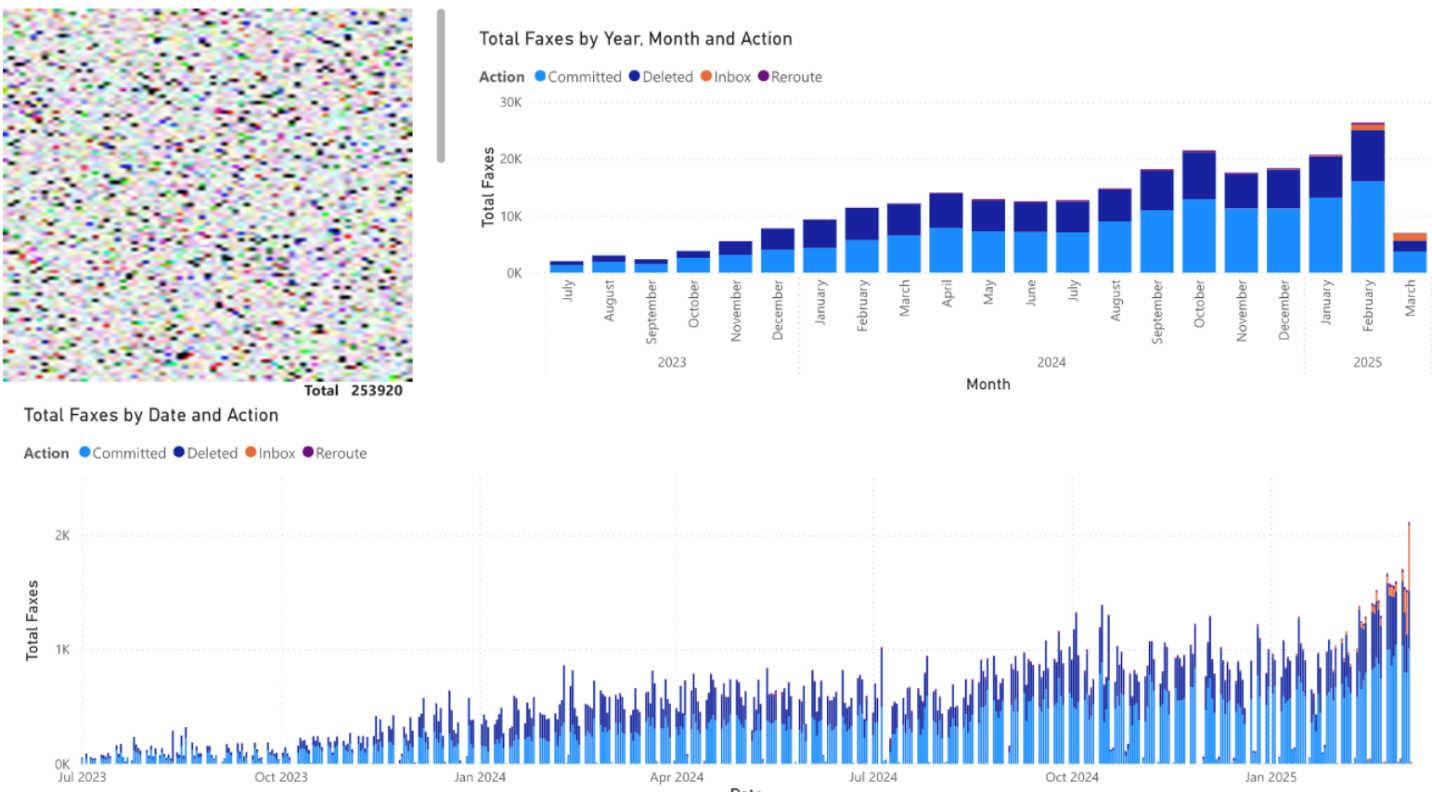 Total 253920
Total Faxes by Year, Month and Action
Action Committed Deleted Inbox Reroute
Total Faxes
30K
20K
10K
0K
July August September October November December January February March April May June July August September October November December January February March
2023 2024 2025
Month
Total Faxes by Date and Action
Action Committed Deleted Inbox Reroute
Total Faxes
2K
1K
0K
Jul 2023 Oct 2023 Jan 2024 Apr 2024 Jul 2024 Oct 2024 Jan 2025